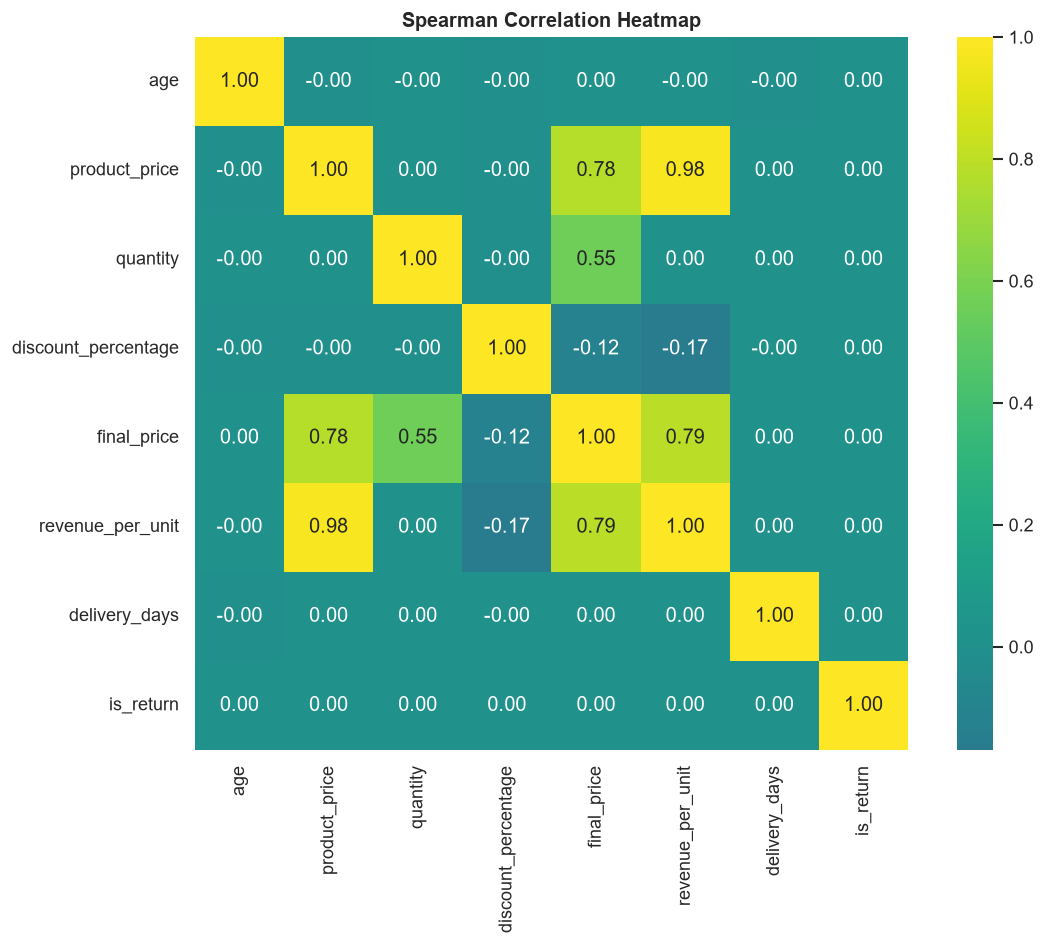 Spearman Correlation Heatmap
age 1.00 -0.00 -0.00 -0.00 0.00 -0.00 -0.00 0.00
product_price -0.00 1.00 0.00 -0.00 0.78 0.98 0.00 0.00
quantity -0.00 0.00 1.00 -0.00 0.55 0.00 0.00 0.00
discount_percentage -0.00 -0.00 -0.00 1.00 -0.12 -0.17 -0.00 0.00
final_price 0.00 0.78 0.55 -0.12 1.00 0.79 0.00 0.00
revenue_per_unit -0.00 0.98 0.00 -0.17 0.79 1.00 0.00 0.00
delivery_days -0.00 0.00 0.00 -0.00 0.00 0.00 1.00 0.00
is_return 0.00 0.00 0.00 0.00 0.00 0.00 0.00 1.00
age
product_price
quantity
discount_percentage
final_price
revenue_per_unit
delivery_days
is_return
1.0
0.8
0.6
0.4
0.2
0.0